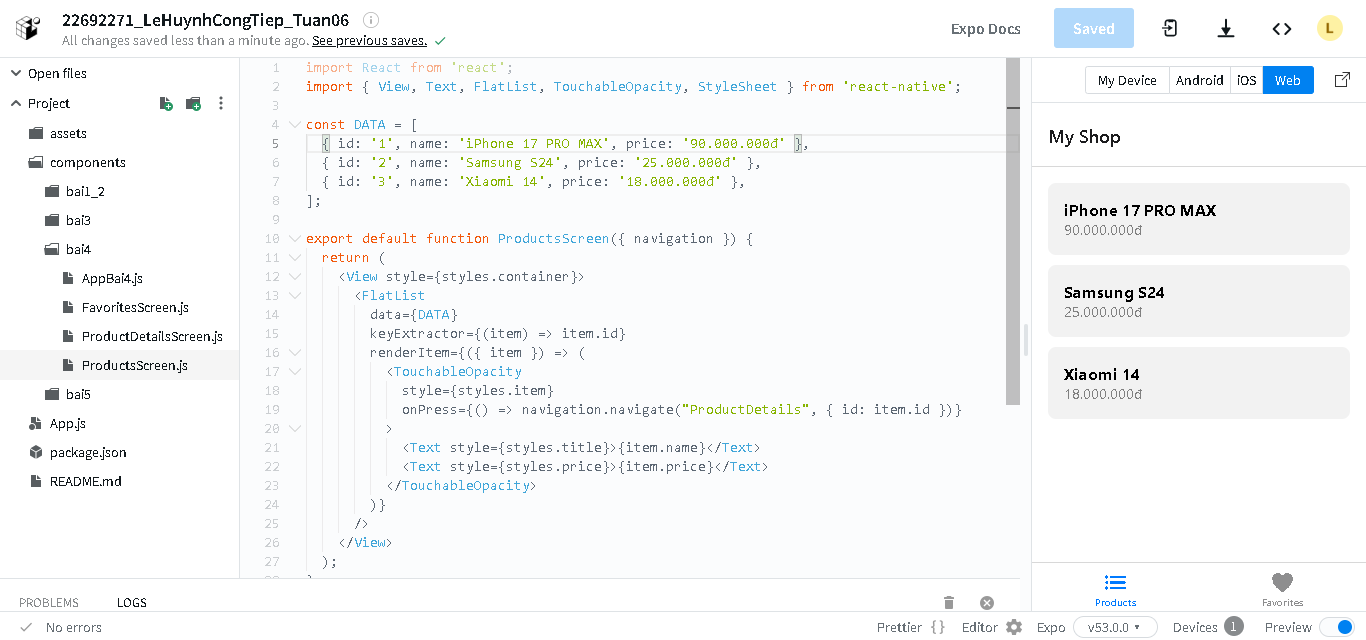 22692271_LeHuynhCongTiep_Tuan06
All changes saved less than a minute ago. See previous saves.
Expo Docs
Saved
L
Open files
Project
assets
components
bai1_2
bai3
bai4
AppBai4.js
FavoritesScreen.js
ProductDetailsScreen.js
ProductsScreen.js
bai5
App.js
package.json
README.md
1 import React from 'react';
2 import { View, Text, FlatList, TouchableOpacity, StyleSheet } from 'react-native';
3
4 const DATA = [
5 { id: '1', name: 'iPhone 17 PRO MAX', price: '90.000.000đ' },
6 { id: '2', name: 'Samsung S24', price: '25.000.000đ' },
7 { id: '3', name: 'Xiaomi 14', price: '18.000.000đ' },
8 ];
9
10 export default function ProductsScreen({ navigation }) {
11 return (
12 <View style={styles.container}>
13 <FlatList
14 data={DATA}
15 keyExtractor={(item) => item.id}
16 renderItem={({ item }) => (
17 <TouchableOpacity
18 style={styles.item}
19 onPress={() => navigation.navigate("ProductDetails", { id: item.id })}
20 >
21 <Text style={styles.title}>{item.name}</Text>
22 <Text style={styles.price}>{item.price}</Text>
23 </TouchableOpacity>
24 )}
25 />
26 </View>
27 );
My Device Android iOS Web
My Shop
iPhone 17 PRO MAX
90.000.000đ
Samsung S24
25.000.000đ
Xiaomi 14
18.000.000đ
Products
Favorites
PROBLEMS LOGS
No errors
Prettier { } Editor Expo v53.0.0 Devices 1 Preview